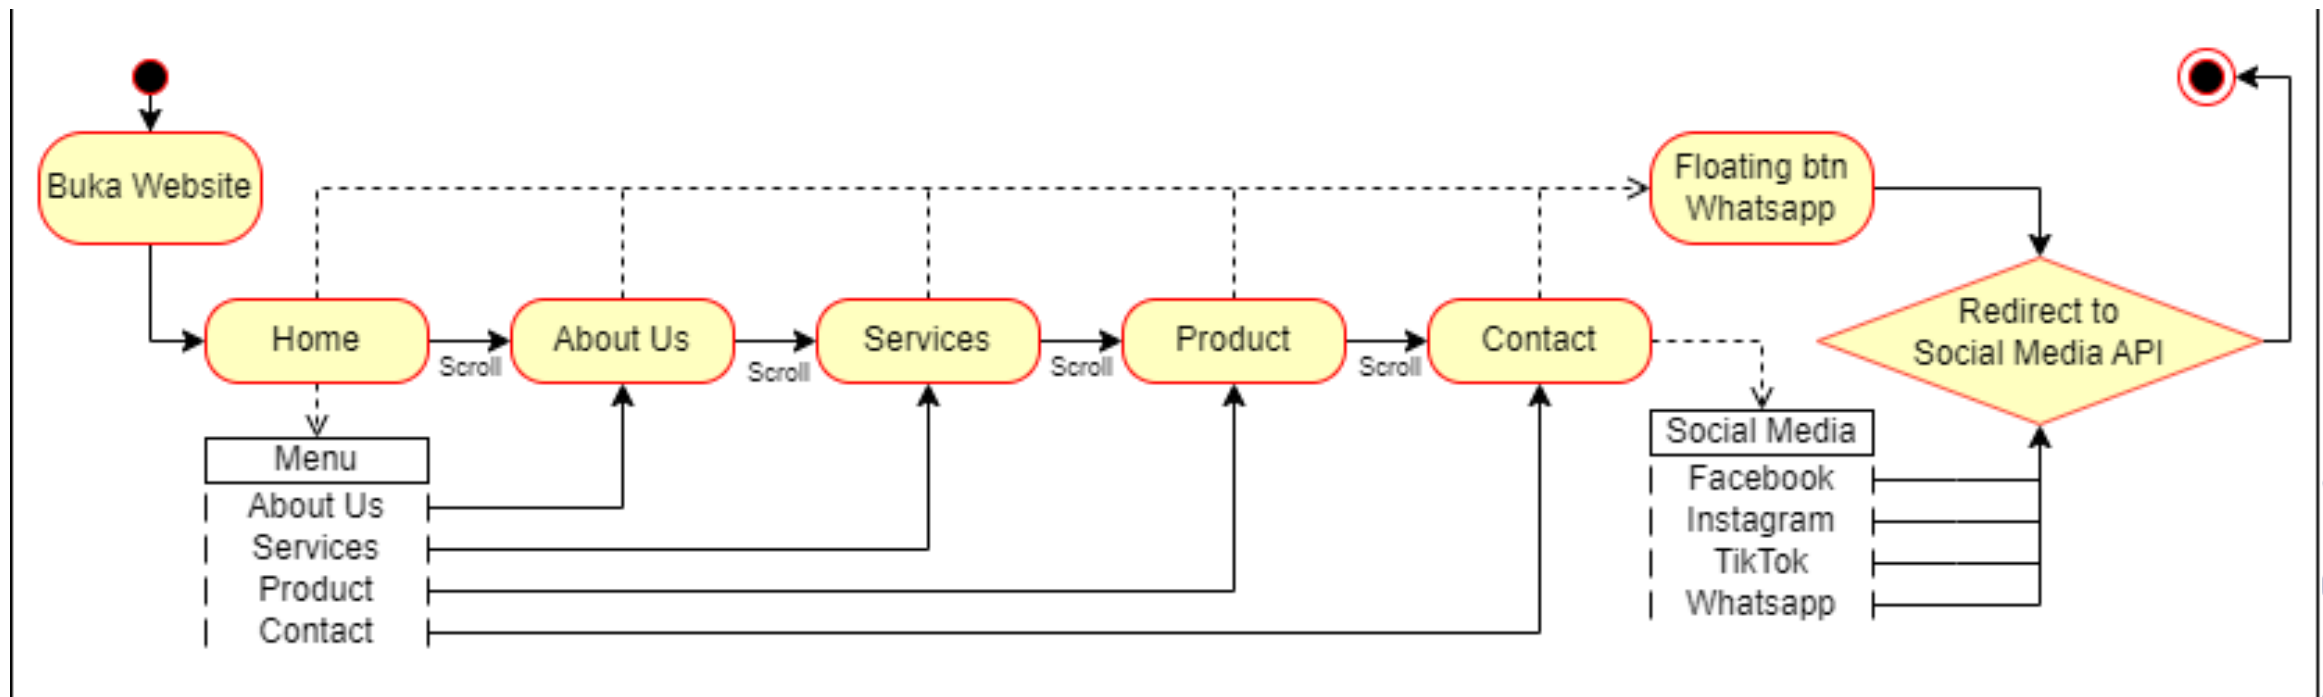 Buka Website
Floating btn
Whatsapp
Home
Scroll
About Us
Scroll
Services
Scroll
Product
Scroll
Contact
Redirect to
Social Media API
Menu
About Us
Services
Product
Contact
Social Media
Facebook
Instagram
TikTok
Whatsapp